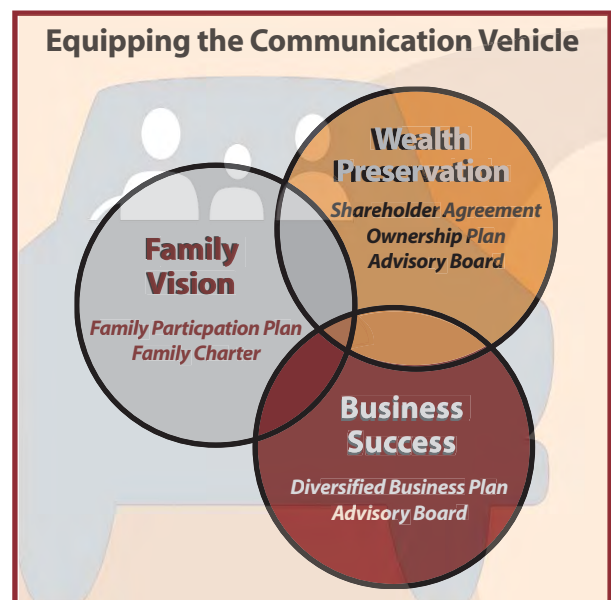 Equipping the Communication Vehicle
Wealth
Preservation
Shareholder Agreement
Ownership Plan
Advisory Board
Family
Vision
Family Particpation Plan
Family Charter
Business
Success
Diversified Business Plan
Advisory Board